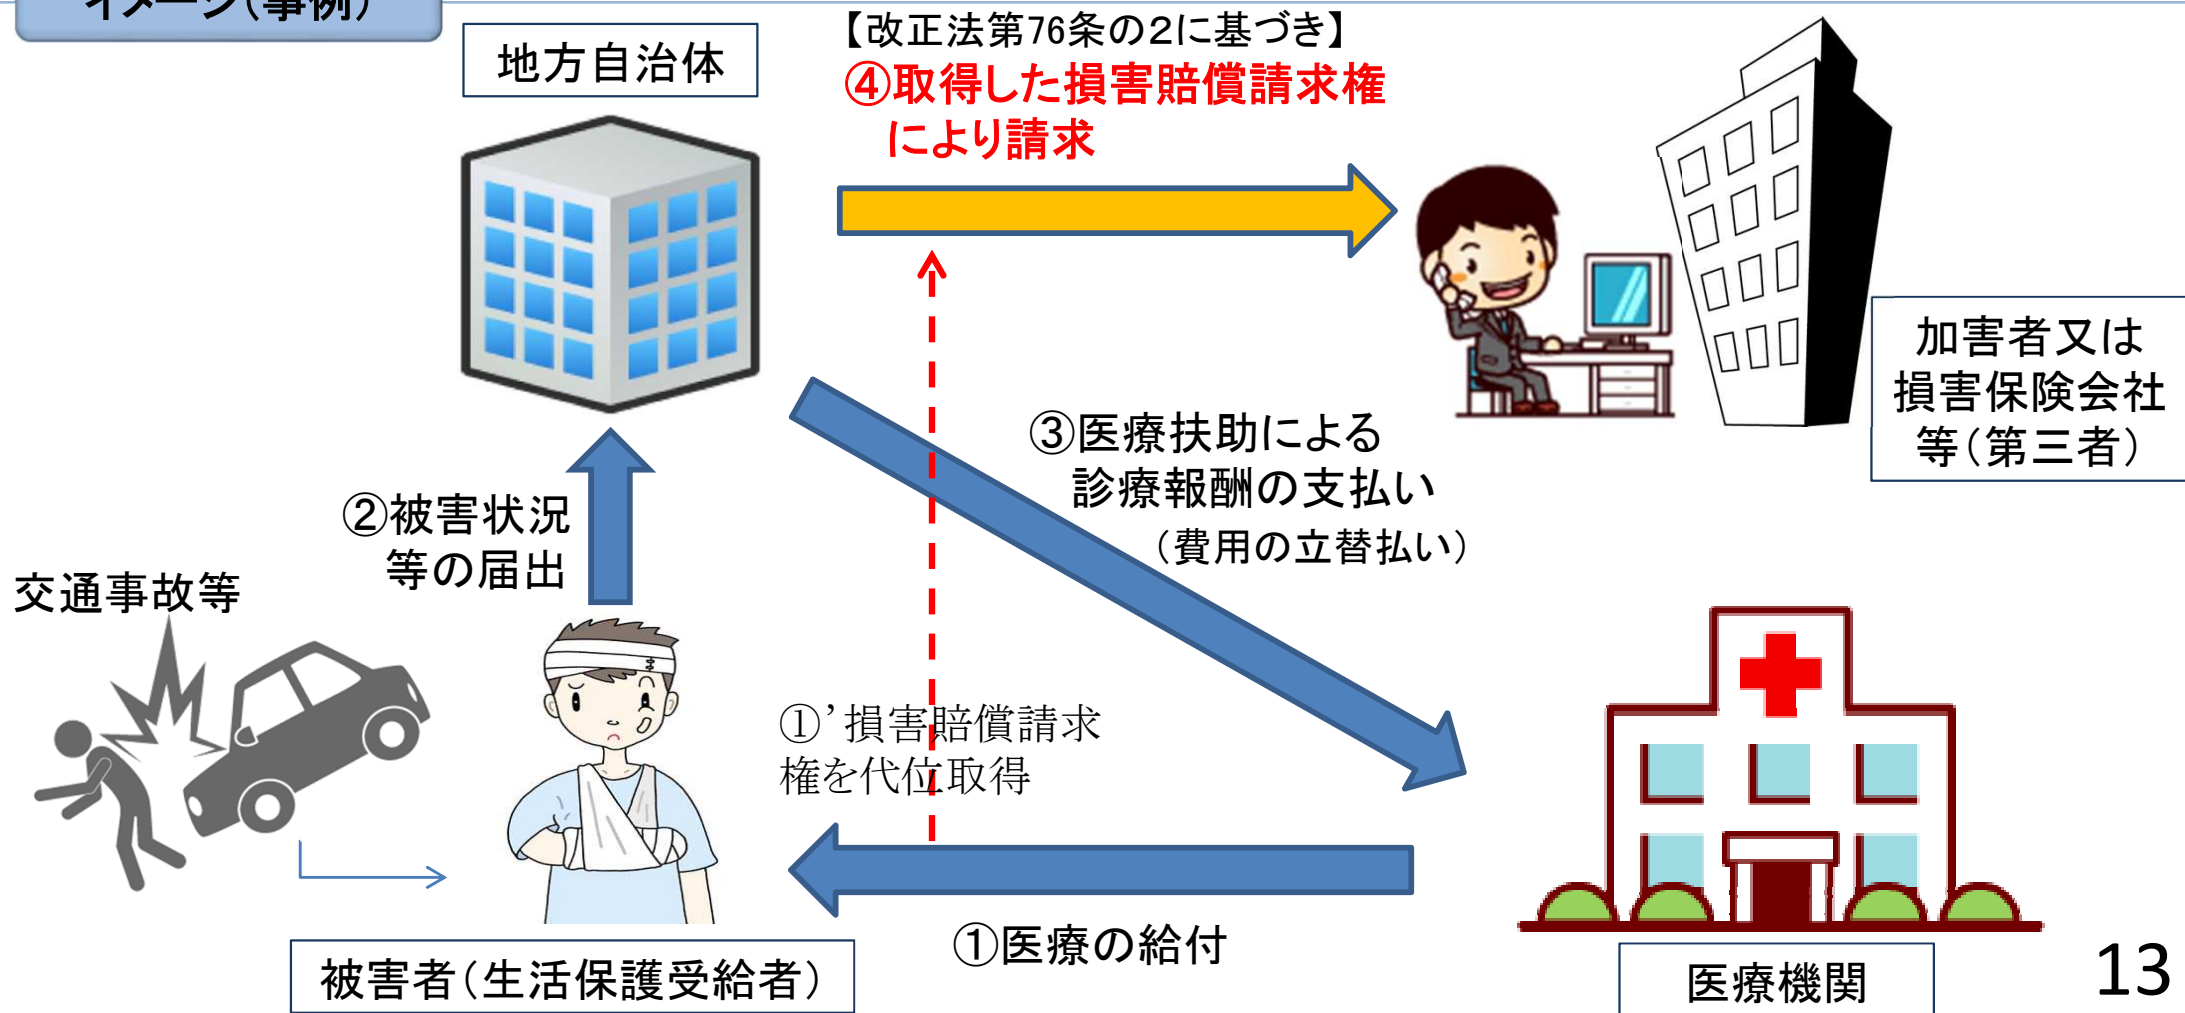 イメージ(事例)
地方自治体
【改正法第76条の2に基づき】
④取得した損害賠償請求権
により請求
加害者又は
損害保険会社
等(第三者)
③医療扶助による
診療報酬の支払い
(費用の立替払い)
②被害状況
等の届出
交通事故等
①’損害賠償請求
権を代位取得
①医療の給付
被害者(生活保護受給者)
医療機関
13